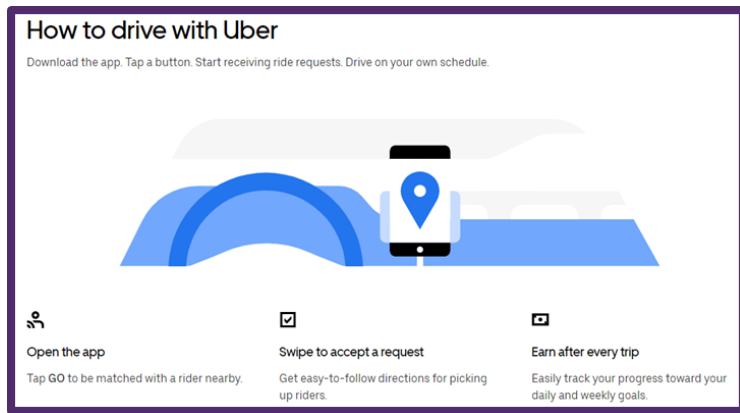 How to drive with Uber
Download the app. Tap a button. Start receiving ride requests. Drive on your own schedule.
Open the app
Tap GO to be matched with a rider nearby.
Swipe to accept a request
Get easy-to-follow directions for picking
up riders.
Earn after every trip
Easily track your progress toward your
daily and weekly goals.